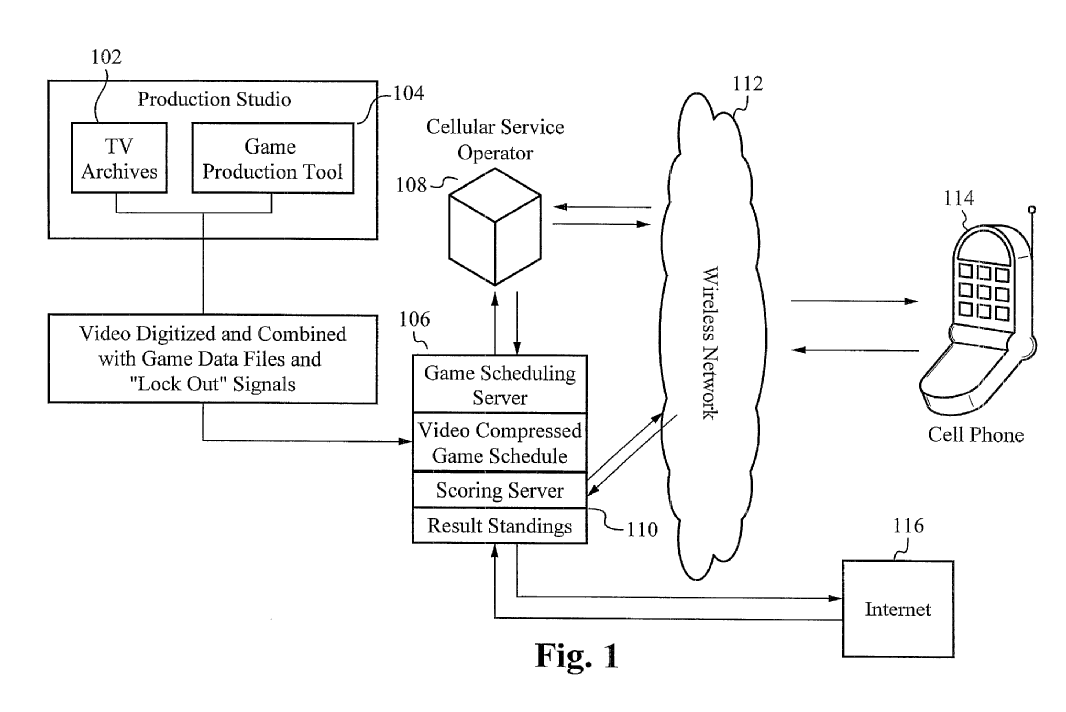 102
Production Studio
104
TV
Archives
Game
Production Tool
Cellular Service
Operator
108
112
114
Wireless Network
Video Digitized and Combined
with Game Data Files and
"Lock Out" Signals
106
Game Scheduling
Server
Video Compressed
Game Schedule
Scoring Server
Result Standings
110
Cell Phone
116
Internet
Fig. 1